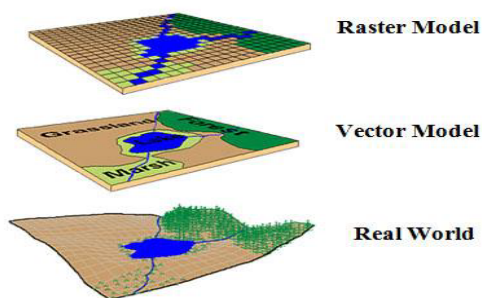 Raster Model
Vector Model
Grassland
Forest
Lake
Marsh
Real World